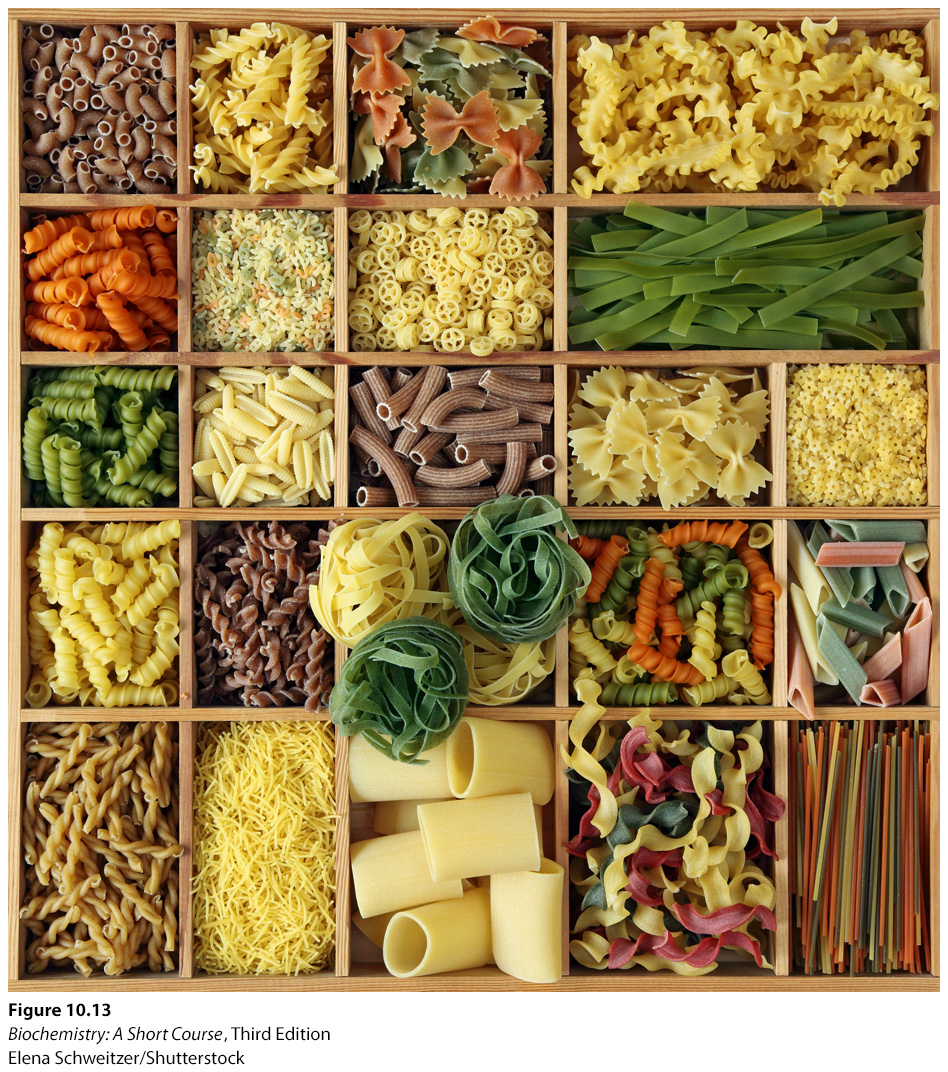 Figure 10.13
Biochemistry: A Short Course, Third Edition
Elena Schweitzer/Shutterstock